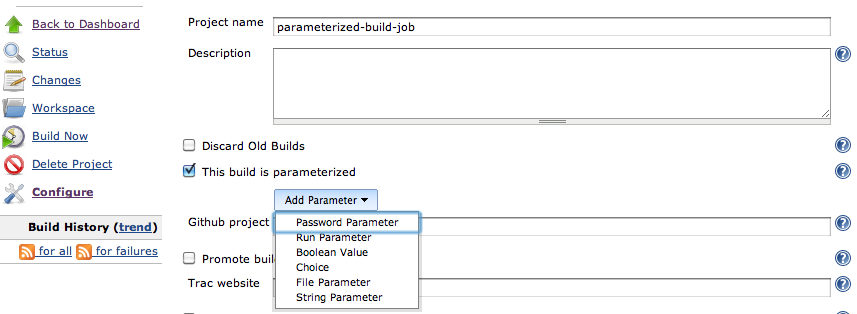 Back to Dashboard
Status
Changes
Workspace
Build Now
Delete Project
Configure
Build History (trend)
for all for failures
Project name parameterized-build-job
Description
Discard Old Builds
This build is parameterized
Add Parameter
Github project
Password Parameter
Run Parameter
Boolean Value
Choice
File Parameter
String Parameter
Promote buil
Trac website